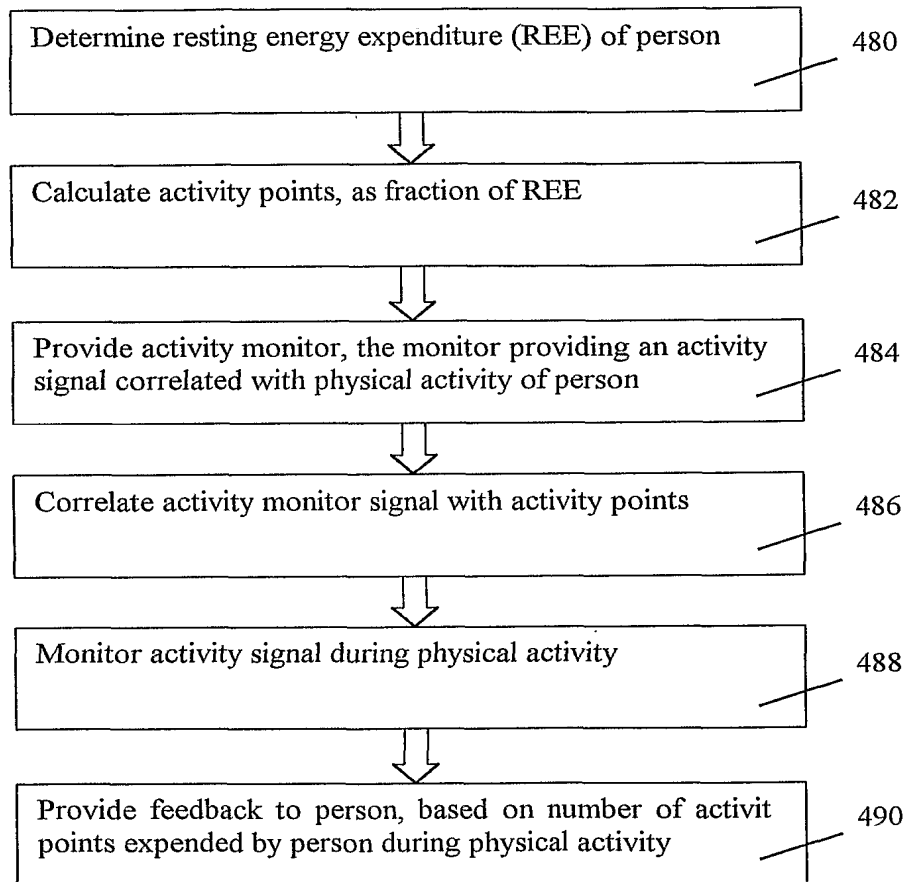 Determine resting energy expenditure (REE) of person
480
Calculate activity points, as fraction of REE
482
Provide activity monitor, the monitor providing an activity
signal correlated with physical activity of person
484
Correlate activity monitor signal with activity points
486
Monitor activity signal during physical activity
488
Provide feedback to person, based on number of activit
points expended by person during physical activity
490